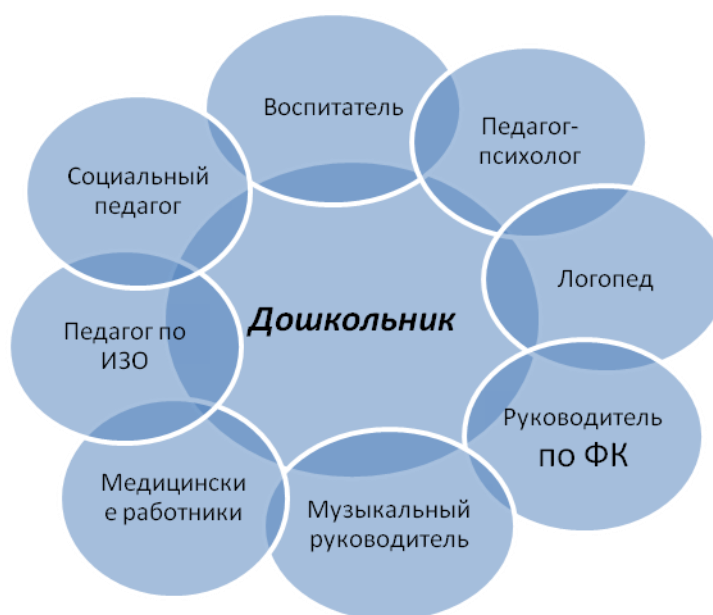 Воспитатель
Педагог-
психолог
Социальный
педагог
Логопед
Дошкольник
Педагог по
ИЗО
Руководитель
по ФК
Медицински
е работники
Музыкальный
руководитель